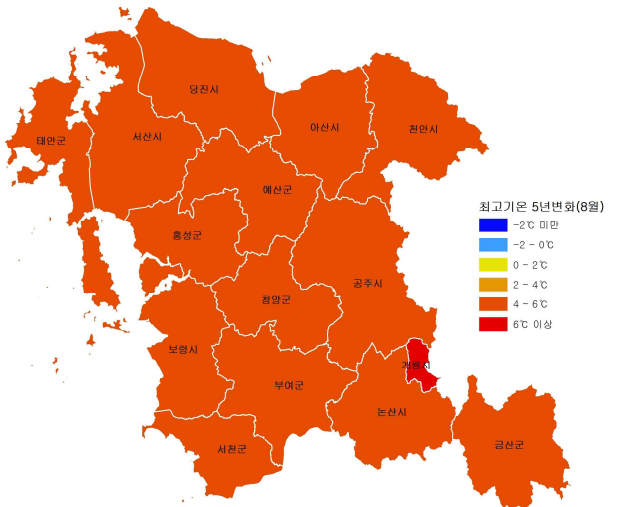 당진시
아산시
천안시
태안군
서산시
예산군
홍성군
공주시
청양군
보령시
계룡시
부여군
논산시
서천군
금산군
최고기온 5년변화(8월)
-2℃ 미만
-2 - 0℃
0 - 2℃
2 - 4℃
4 - 6℃
6℃ 이상